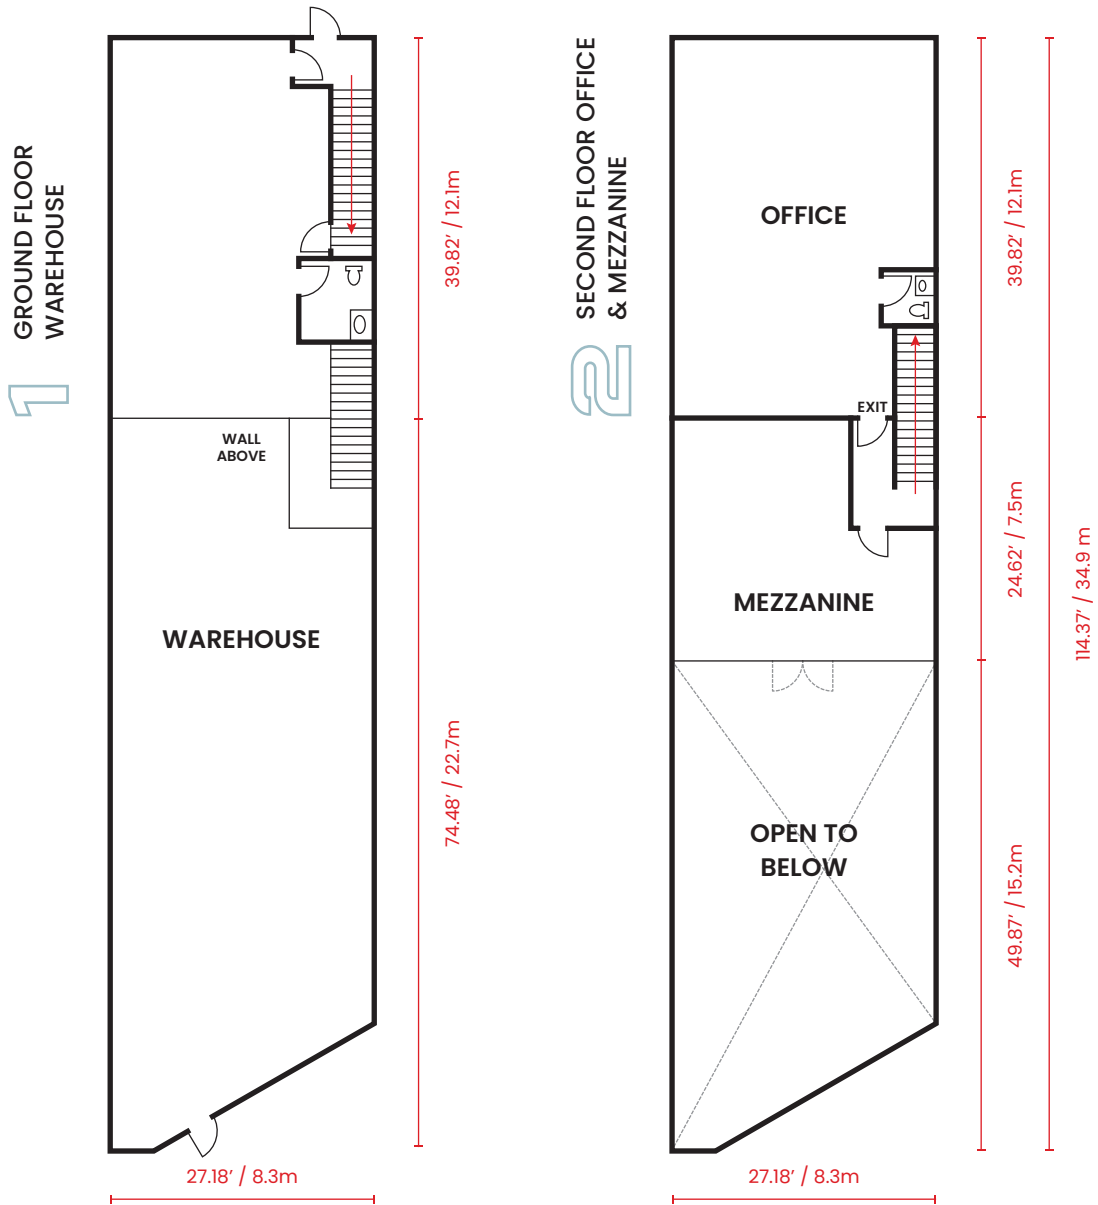 1
GROUND FLOOR
WAREHOUSE
39.82' / 12.1m
WALL
ABOVE
WAREHOUSE
74.48' / 22.7m
27.18' / 8.3m
2
SECOND FLOOR OFFICE
& MEZZANINE
OFFICE
39.82' / 12.1m
EXIT
24.62' / 7.5m
114.37' / 34.9 m
MEZZANINE
OPEN TO
BELOW
49.87' / 15.2m
27.18' / 8.3m